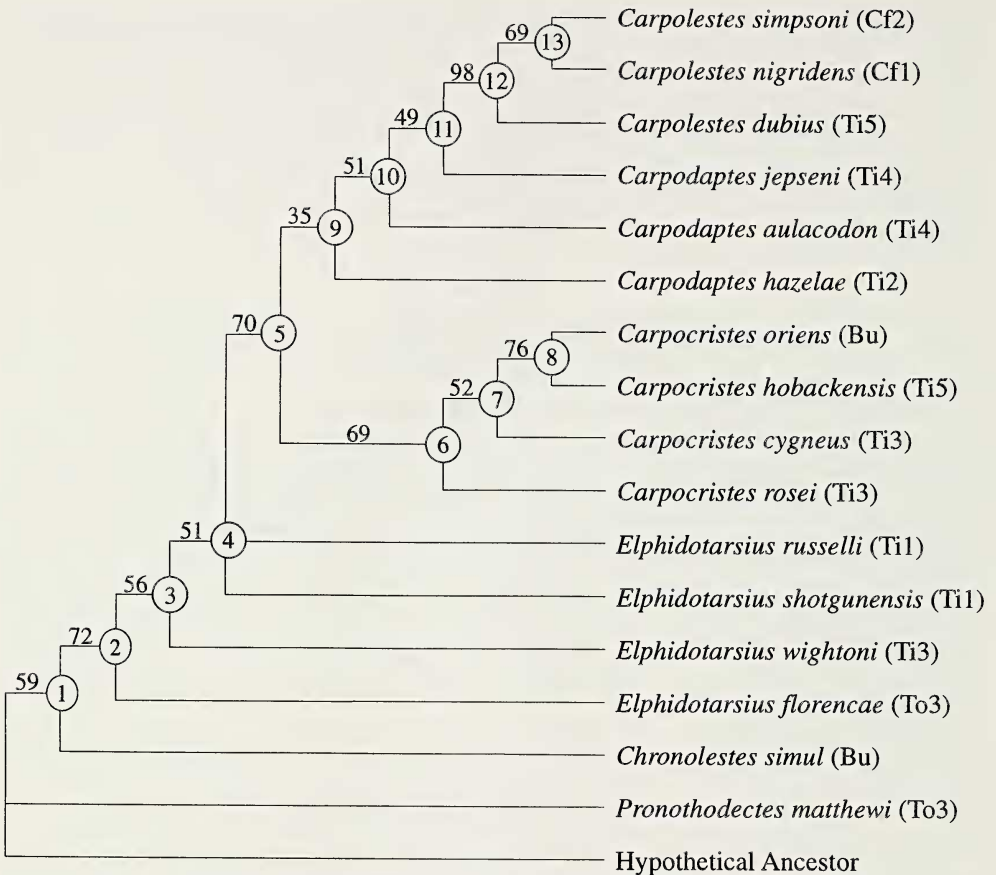 Carpolestes simpsoni (Cf2)
69 13
Carpolestes nigridens (Cf1)
98 12
Carpolestes dubius (Ti5)
49 11
Carpodaptes jepseni (Ti4)
51 10
Carpodaptes aulacodon (Ti4)
35 9
Carpodaptes hazelae (Ti2)
70 5
Carpocristes oriens (Bu)
76 8
Carpocristes hobackensis (Ti5)
52 7
Carpocristes cygneus (Ti3)
69 6
Carpocristes rosei (Ti3)
51 4
Elphidotarsius russelli (Ti1)
Elphidotarsius shotgunensis (Ti1)
56 3
Elphidotarsius wightoni (Ti3)
72 2
Elphidotarsius florencae (To3)
59 1
Chronolestes simul (Bu)
Pronothodectes matthewi (To3)
Hypothetical Ancestor